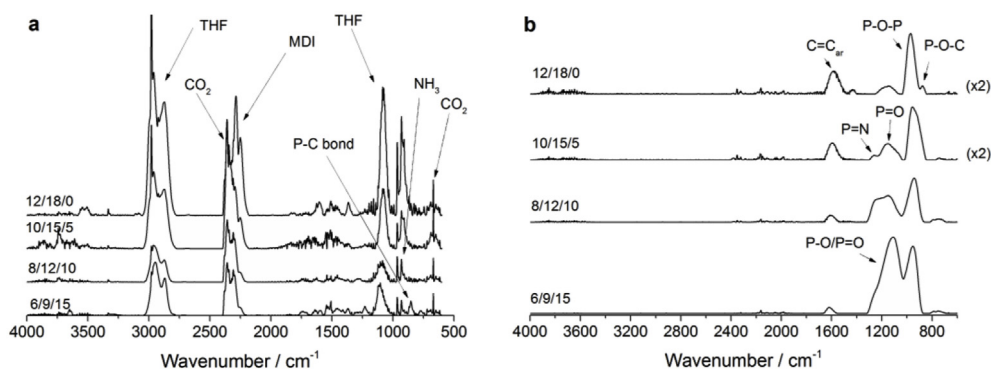 a
THF
MDI
CO2
THF
NH3
CO2
P-C bond
12/18/0
10/15/5
8/12/10
6/9/15
4000 3500 3000 2500 2000 1500 1000 500
Wavenumber / cm-1
b
P-O-P
C=Car
P-O-C
12/18/0
(x2)
P=O
P=N
10/15/5
(x2)
8/12/10
P-O/P=O
6/9/15
4000 3600 3200 2800 2400 2000 1600 1200 800
Wavenumber / cm-1